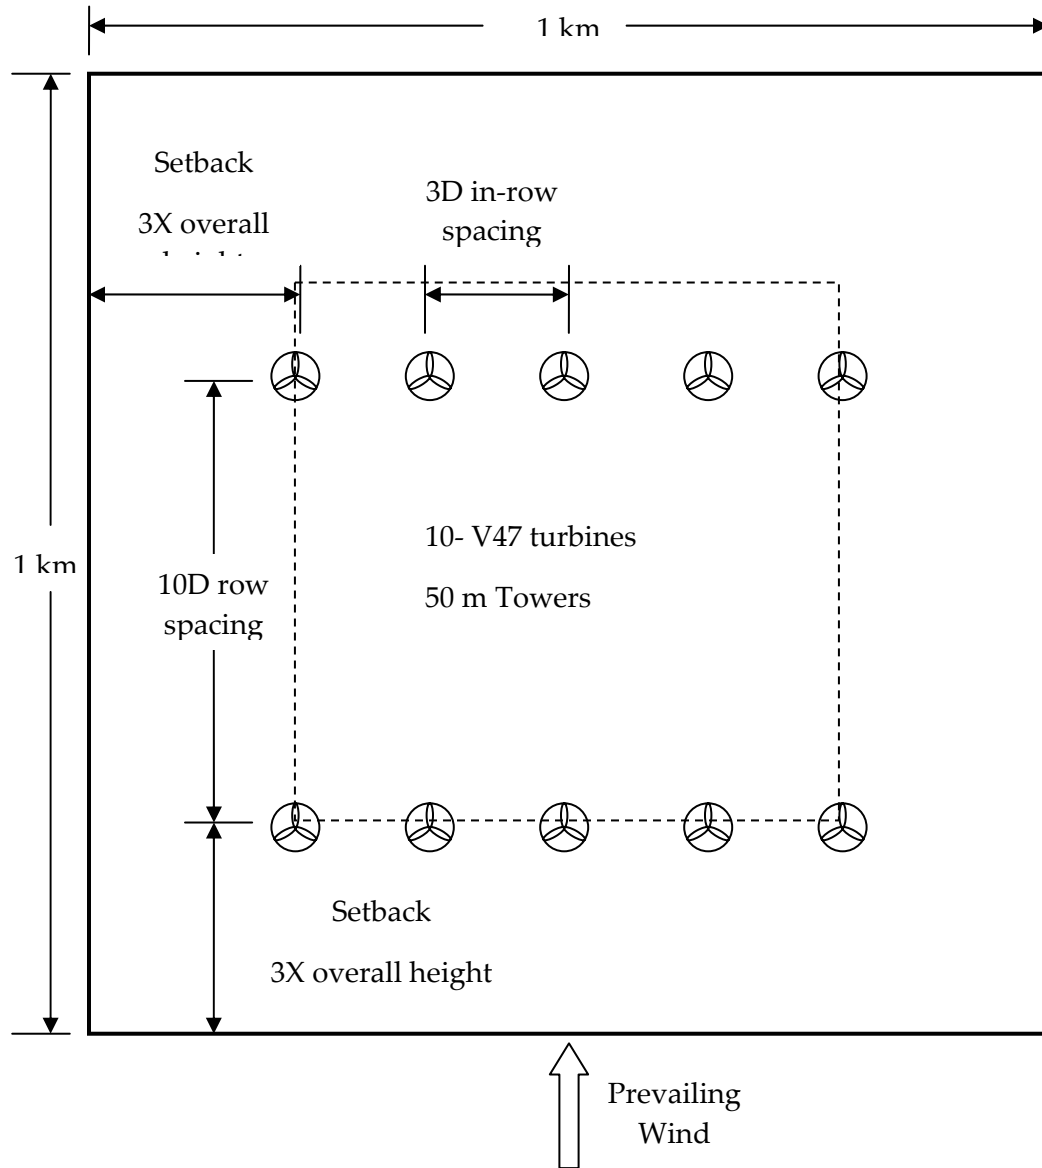 1 km
Setback
3X overall
3D in-row
spacing
10- V47 turbines
50 m Towers
1 km
10D row
spacing
Setback
3X overall height
Prevailing
Wind